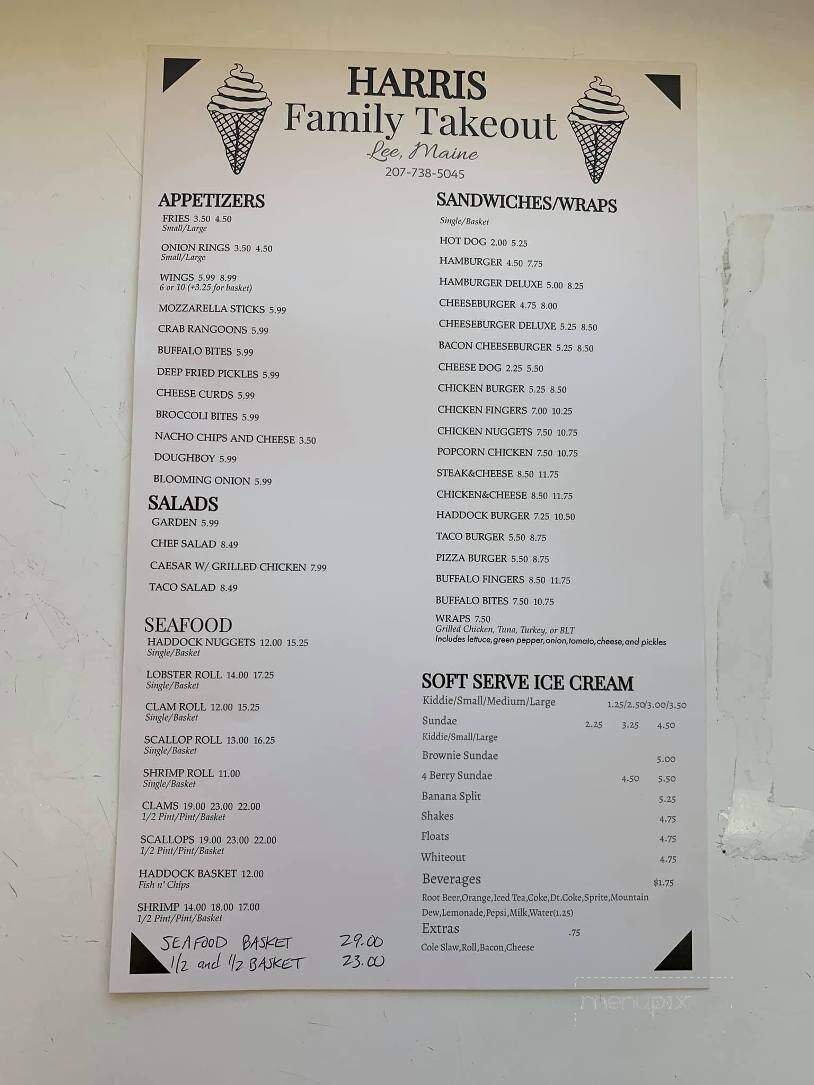 HARRIS
Family Takeout
Lee, Maine
207-738-5045
APPETIZERS
FRIES 3.50 4.50
Small/Large
ONION RINGS 3.50 4.50
Small/Large
WINGS 5.99 8.99
6 or 10 (+3.25 for basket)
MOZZARELLA STICKS 5.99
CRAB RANGOONS 5.99
BUFFALO BITES 5.99
DEEP FRIED PICKLES 5.99
CHEESE CURDS 5.99
BROCCOLI BITES 5.99
NACHO CHIPS AND CHEESE 3.50
DOUGHBOY 5.99
BLOOMING ONION 5.99
SALADS
GARDEN 5.99
CHEF SALAD 8.49
CAESAR W/ GRILLED CHICKEN 7.99
TACO SALAD 8.49
SEAFOOD
HADDOCK NUGGETS 12.00 15.25
Single/Basket
LOBSTER ROLL 14.00 17.25
Single/Basket
CLAM ROLL 12.00 15.25
Single/Basket
SCALLOP ROLL 13.00 16.25
Single/Basket
SHRIMP ROLL 11.00
Single/Basket
CLAMS 19.00 23.00 22.00
1/2 Pint/Pint/Basket
SCALLOPS 19.00 23.00 22.00
1/2 Pint/Pint/Basket
HADDOCK BASKET 12.00
Fish n' Chips
SHRIMP 14.00 18.00 17.00
1/2 Pint/Pint/Basket
SEAFOOD BASKET 29.00
1/2 and 1/2 BASKET 23.00
SANDWICHES/WRAPS
Single/Basket
HOT DOG 2.00 5.25
HAMBURGER 4.50 7.75
HAMBURGER DELUXE 5.00 8.25
CHEESEBURGER 4.75 8.00
CHEESEBURGER DELUXE 5.25 8.50
BACON CHEESEBURGER 5.25 8.50
CHEESE DOG 2.25 5.50
CHICKEN BURGER 5.25 8.50
CHICKEN FINGERS 7.00 10.25
CHICKEN NUGGETS 7.50 10.75
POPCORN CHICKEN 7.50 10.75
STEAK&CHEESE 8.50 11.75
CHICKEN&CHEESE 8.50 11.75
HADDOCK BURGER 7.25 10.50
TACO BURGER 5.50 8.75
PIZZA BURGER 5.50 8.75
BUFFALO FINGERS 8.50 11.75
BUFFALO BITES 7.50 10.75
WRAPS 7.50
Grilled Chicken, Tuna, Turkey, or BLT
Includes lettuce,green pepper,onion,tomato,cheese,and pickles
SOFT SERVE ICE CREAM
Kiddie/Small/Medium/Large 1.25/2.50/3.00/3.50
Sundae 2.25 3.25 4.50
Kiddie/Small/Large
Brownie Sundae 5.00
4 Berry Sundae 4.50 5.50
Banana Split 5.25
Shakes 4.75
Floats 4.75
Whiteout 4.75
Beverages $1.75
Root Beer,Orange,Iced Tea,Coke,Dt.Coke,Sprite,Mountain
Dew,Lemonade,Pepsi,Milk,Water(1.25)
Extras .75
Cole Slaw,Roll,Bacon,Cheese
menupix